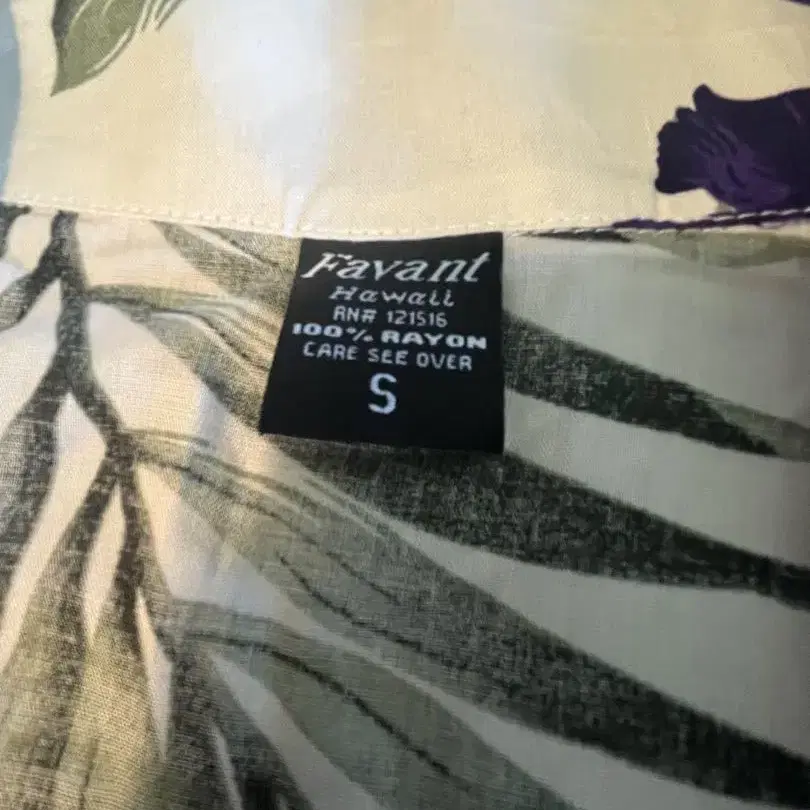 Favant
Hawaii
RN# 121516
100% RAYON
CARE SEE OVER
S